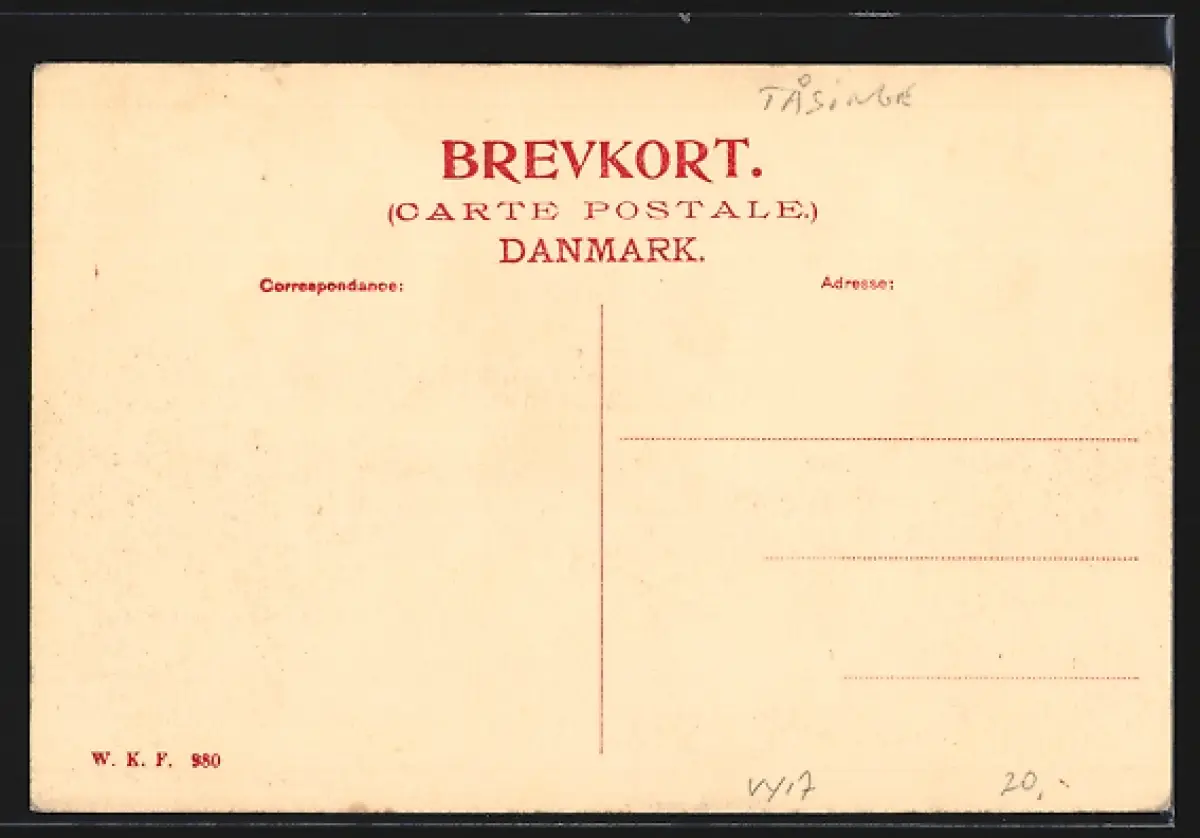 TÅSINGE
BREVKORT.
(CARTE POSTALE.)
DANMARK.
Correspondance:
Adresse:
W. K. F. 980
20,-